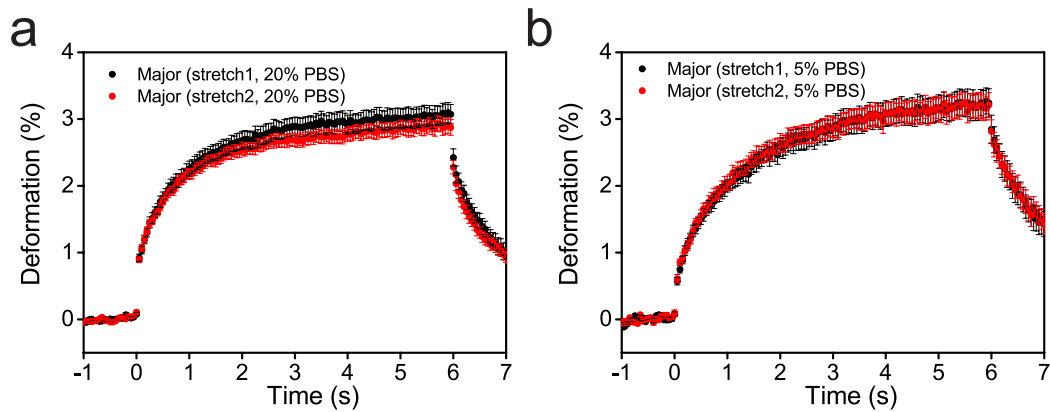 a
Deformation (%)
4
3
2
1
0
Major (stretch1, 20% PBS)
Major (stretch2, 20% PBS)
-1 0 1 2 3 4 5 6 7
Time (s)
b
Deformation (%)
4
3
2
1
0
Major (stretch1, 5% PBS)
Major (stretch2, 5% PBS)
-1 0 1 2 3 4 5 6 7
Time (s)